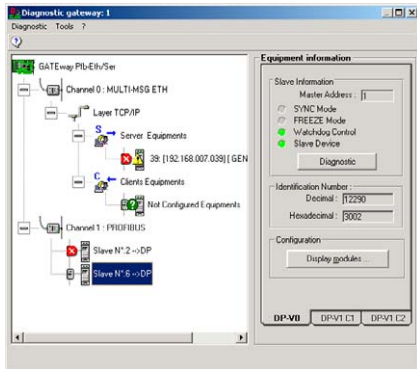 Diagnostic gateway: 1
Diagnostic Tools ?
GATEway Pfb-Eth/Ser
Channel 0 : MULTI-MSG ETH
Layer TCP/IP
S
Server Equipments
39: [192.168.007.039] [ GEN
C
Clients Equipments
Not Configured Equipments
Channel 1 : PROFIBUS
Slave N°.2 -->DP
Slave N°.6 -->DP
Equipment information
Slave Information
Master Address : 1
SYNC Mode
FREEZE Mode
Watchdog Control
Slave Device
Diagnostic
Identification Number :
Decimal : 12290
Hexadecimal : 3002
Configuration
Display modules ...
DP-V0 DP-V1 C1 DP-V1 C2